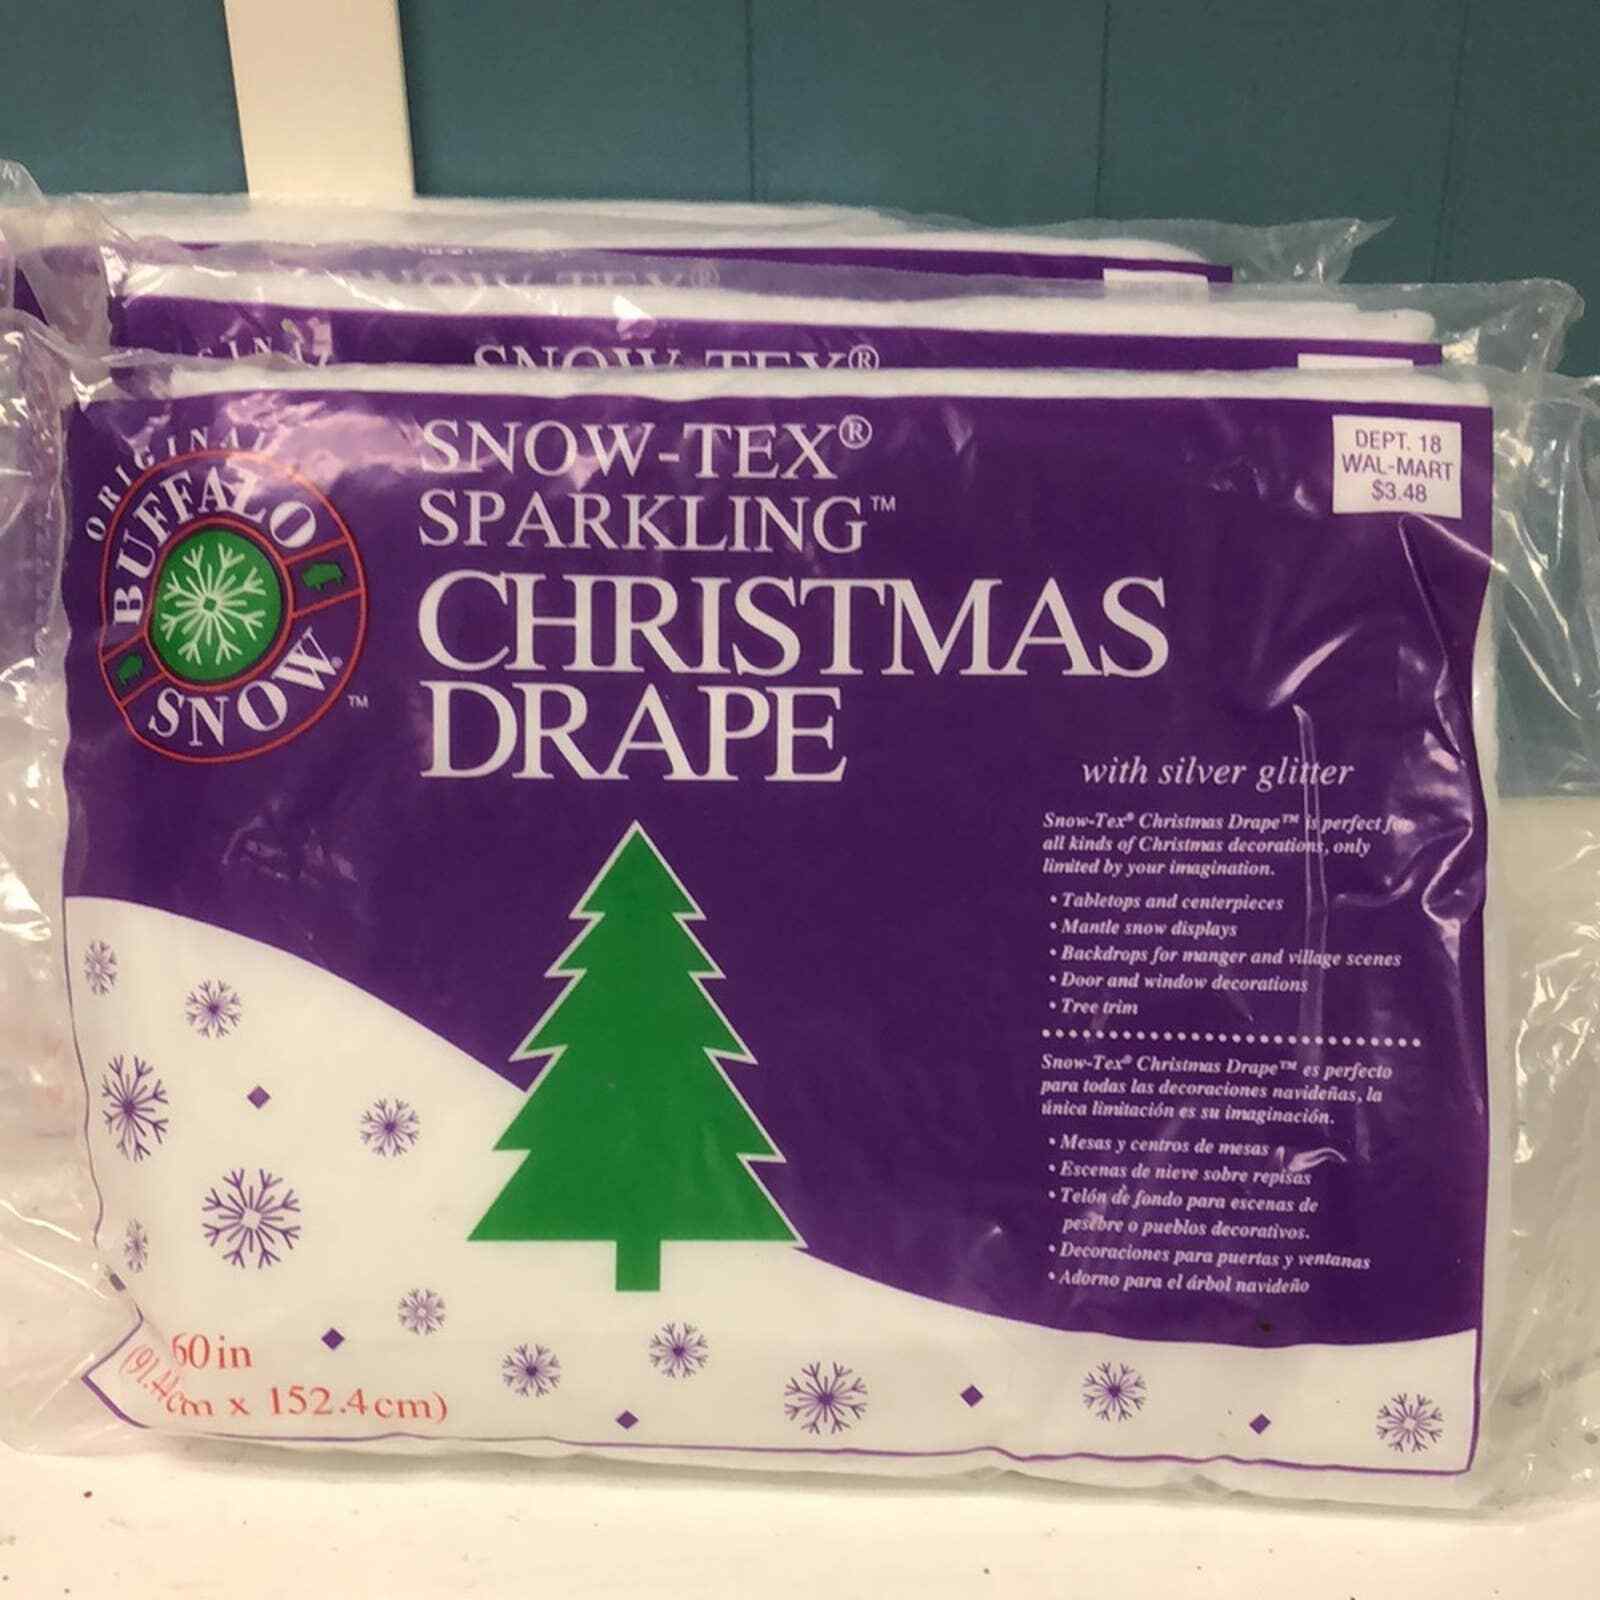 SNOW-TEX®
SNOW-TEX®
ORIGINAL
BUFFALO
SNOW®
™
SNOW-TEX®
SPARKLING™
CHRISTMAS
DRAPE
DEPT. 18
WAL-MART
$3.48
with silver glitter
Snow-Tex® Christmas Drape™ is perfect for
all kinds of Christmas decorations, only
limited by your imagination.
• Tabletops and centerpieces
• Mantle snow displays
• Backdrops for manger and village scenes
• Door and window decorations
• Tree trim
Snow-Tex® Christmas Drape™ es perfecto
para todas las decoraciones navideñas, la
única limitación es su imaginación.
• Mesas y centros de mesas
• Escenas de nieve sobre repisas
• Telón de fondo para escenas de
pesebre o pueblos decorativos.
• Decoraciones para puertas y ventanas
• Adorno para el árbol navideño
60 in
(91.44cm x 152.4cm)